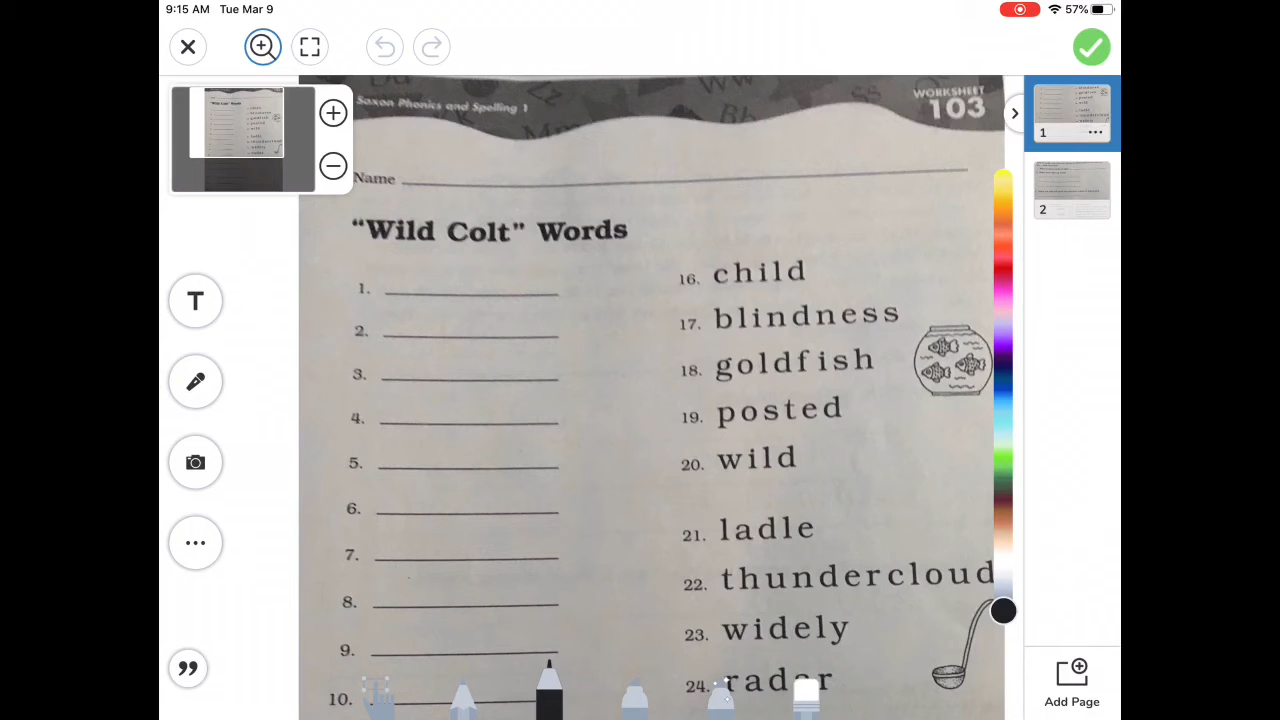 9:15 AM Tue Mar 9
57%
Saxon Phonics and Spelling 1
WORKSHEET
103
Name
"Wild Colt" Words
1.
2.
3.
4.
5.
6.
7.
8.
9.
10.
16. child
17. blindness
18. goldfish
19. posted
20. wild
21. ladle
22. thundercloud
23. widely
24. radar
T
1
2
Add Page